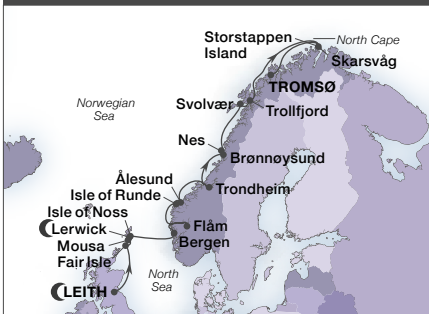 Storstappen
Island
North Cape
Skarsvåg
TROMSØ
Norwegian
Sea
Svolvær
Trollfjord
Nes
Brønnøysund
Ålesund
Isle of Runde
Trondheim
Isle of Noss
Lerwick
Mousa
Fair Isle
Flåm
Bergen
North
Sea
LEITH